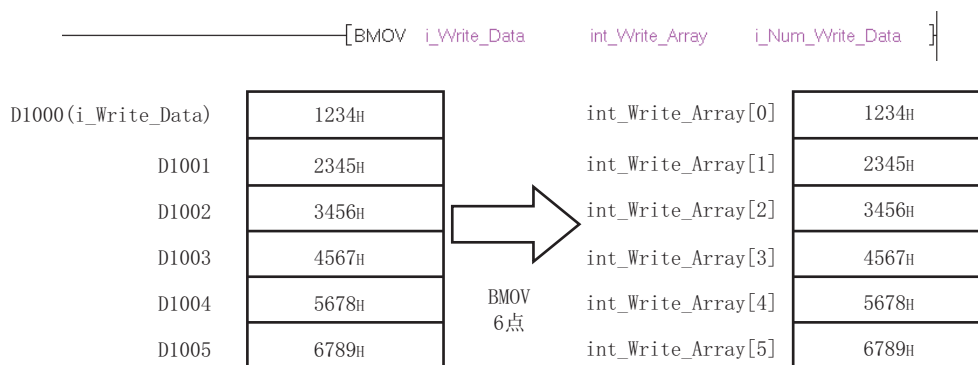 BMOV i_Write_Data int_Write_Array i_Num_Write_Data
D1000(i_Write_Data) 1234H int_Write_Array[0] 1234H
D1001 2345H int_Write_Array[1] 2345H
D1002 3456H int_Write_Array[2] 3456H
D1003 4567H int_Write_Array[3] 4567H
D1004 5678H BMOV int_Write_Array[4] 5678H
6点
D1005 6789H int_Write_Array[5] 6789H